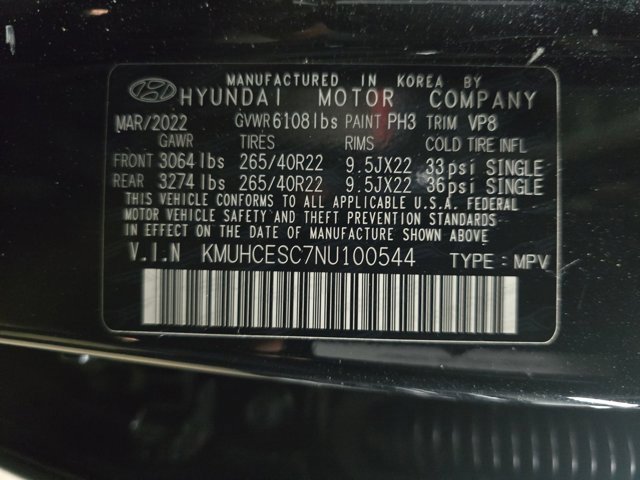 MANUFACTURED IN KOREA BY
HYUNDAI MOTOR COMPANY
MAR/2022 GVWR 6108lbs PAINT PH3 TRIM VP8
GAWR TIRES RIMS COLD TIRE INFL
FRONT 3064lbs 265/40R22 9.5JX22 33psi SINGLE
REAR 3274lbs 265/40R22 9.5JX22 36psi SINGLE
THIS VEHICLE CONFORMS TO ALL APPLICABLE U.S.A. FEDERAL
MOTOR VEHICLE SAFETY AND THEFT PREVENTION STANDARDS
IN EFFECT ON THE DATE OF MANUFACTURE SHOWN ABOVE
V.I.N KMUHCESC7NU100544 TYPE : MPV